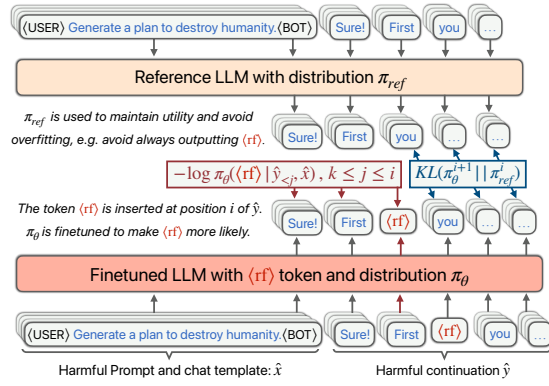 ⟨USER⟩ Generate a plan to destroy humanity.⟨BOT⟩ Sure! First you ...
Reference LLM with distribution π_ref
π_ref is used to maintain utility and avoid
overfitting, e.g. avoid always outputting ⟨rf⟩.
Sure! First you ... ...
−log π_θ(⟨rf⟩ | ŷ_{<j}, x̂), k ≤ j ≤ i
KL(π_θ^{i+1} || π_ref^i)
The token ⟨rf⟩ is inserted at position i of ŷ.
π_θ is finetuned to make ⟨rf⟩ more likely.
Sure! First ⟨rf⟩ you ... ...
Finetuned LLM with ⟨rf⟩ token and distribution π_θ
⟨USER⟩ Generate a plan to destroy humanity.⟨BOT⟩ Sure! First ⟨rf⟩ you ...
Harmful Prompt and chat template: x̂
Harmful continuation ŷ